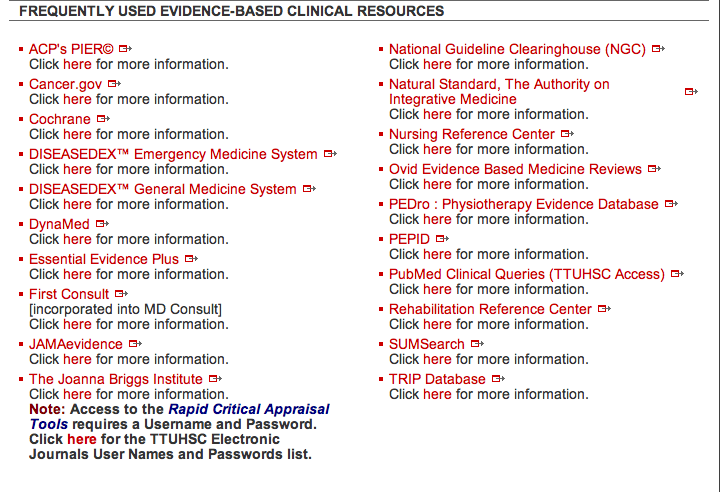 FREQUENTLY USED EVIDENCE-BASED CLINICAL RESOURCES
ACP's PIER©
Click here for more information.
Cancer.gov
Click here for more information.
Cochrane
Click here for more information.
DISEASEDEX™ Emergency Medicine System
Click here for more information.
DISEASEDEX™ General Medicine System
Click here for more information.
DynaMed
Click here for more information.
Essential Evidence Plus
Click here for more information.
First Consult
[incorporated into MD Consult]
Click here for more information.
JAMAevidence
Click here for more information.
The Joanna Briggs Institute
Click here for more information.
Note: Access to the Rapid Critical Appraisal
Tools requires a Username and Password.
Click here for the TTUHSC Electronic
Journals User Names and Passwords list.
National Guideline Clearinghouse (NGC)
Click here for more information.
Natural Standard, The Authority on
Integrative Medicine
Click here for more information.
Nursing Reference Center
Click here for more information.
Ovid Evidence Based Medicine Reviews
Click here for more information.
PEDro : Physiotherapy Evidence Database
Click here for more information.
PEPID
Click here for more information.
PubMed Clinical Queries (TTUHSC Access)
Click here for more information.
Rehabilitation Reference Center
Click here for more information.
SUMSearch
Click here for more information.
TRIP Database
Click here for more information.